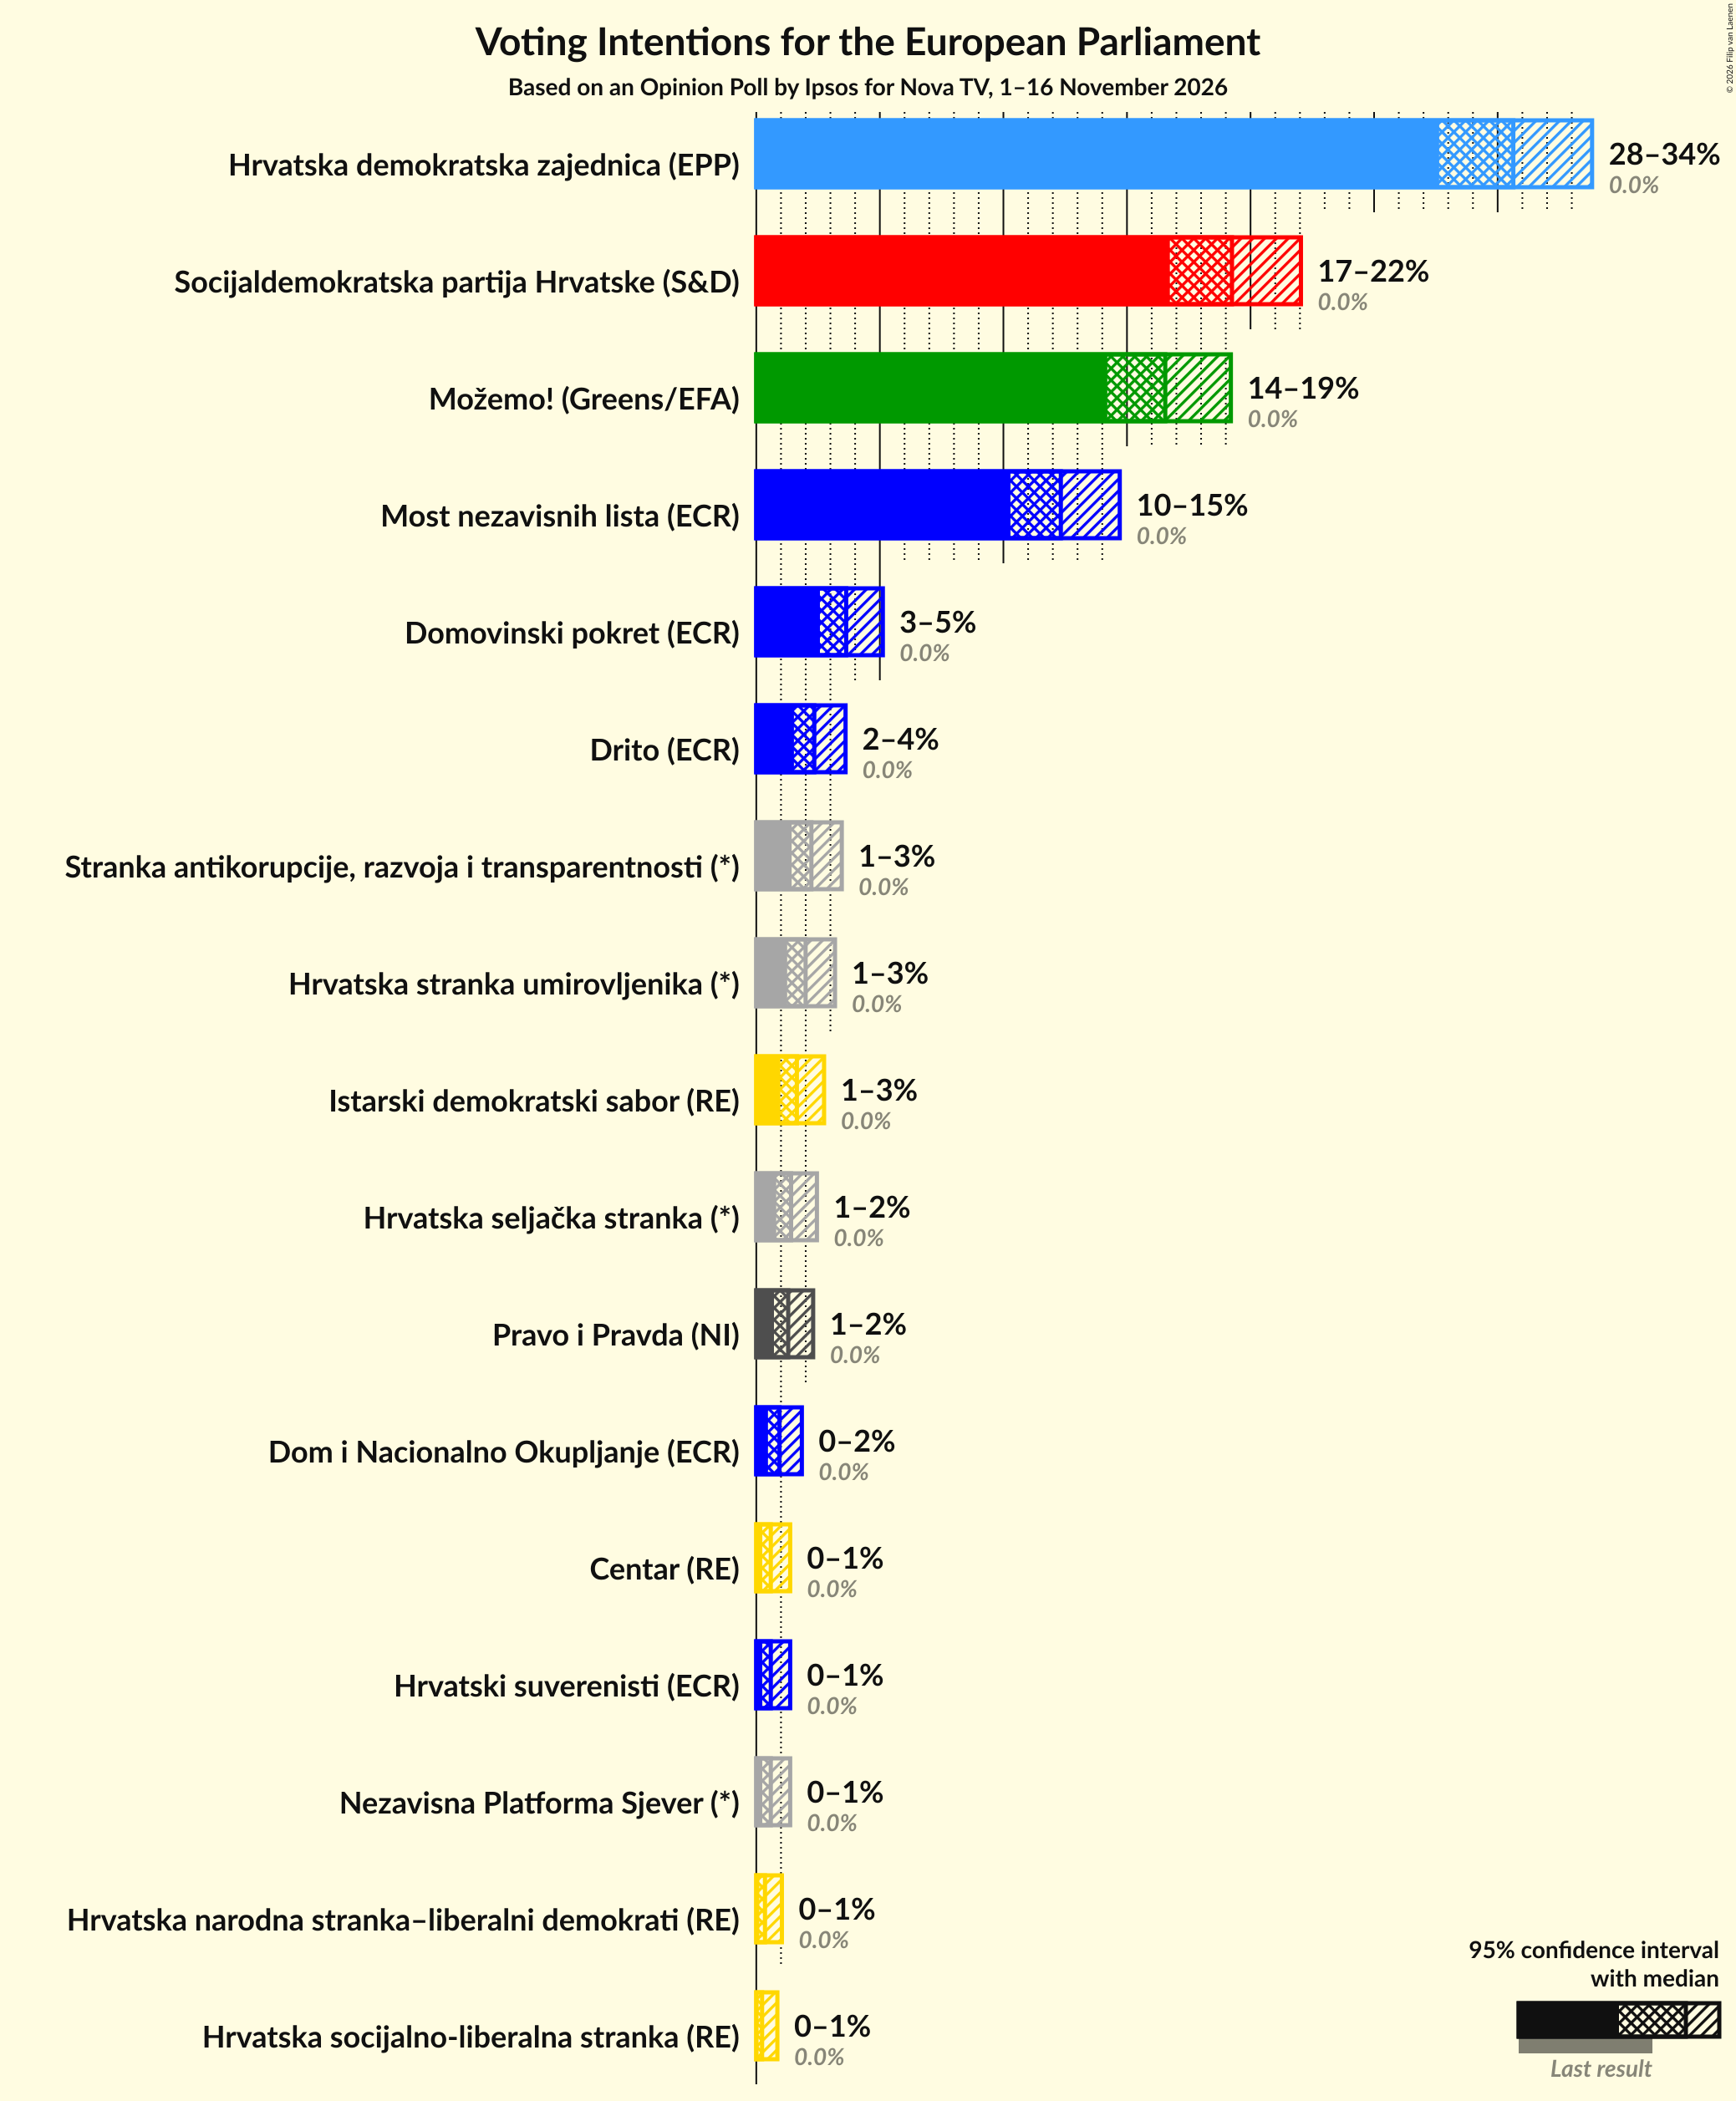 Voting Intentions for the European Parliament
Based on an Opinion Poll by Ipsos for Nova TV, 1–16 November 2026
© 2026 Filip van Laenen
Hrvatska demokratska zajednica (EPP)
28–34%
0.0%
Socijaldemokratska partija Hrvatske (S&D)
17–22%
0.0%
Možemo! (Greens/EFA)
14–19%
0.0%
Most nezavisnih lista (ECR)
10–15%
0.0%
Domovinski pokret (ECR)
3–5%
0.0%
Drito (ECR)
2–4%
0.0%
Stranka antikorupcije, razvoja i transparentnosti (*)
1–3%
0.0%
Hrvatska stranka umirovljenika (*)
1–3%
0.0%
Istarski demokratski sabor (RE)
1–3%
0.0%
Hrvatska seljačka stranka (*)
1–2%
0.0%
Pravo i Pravda (NI)
1–2%
0.0%
Dom i Nacionalno Okupljanje (ECR)
0–2%
0.0%
Centar (RE)
0–1%
0.0%
Hrvatski suverenisti (ECR)
0–1%
0.0%
Nezavisna Platforma Sjever (*)
0–1%
0.0%
Hrvatska narodna stranka–liberalni demokrati (RE)
0–1%
0.0%
Hrvatska socijalno-liberalna stranka (RE)
0–1%
0.0%
95% confidence interval
with median
Last result